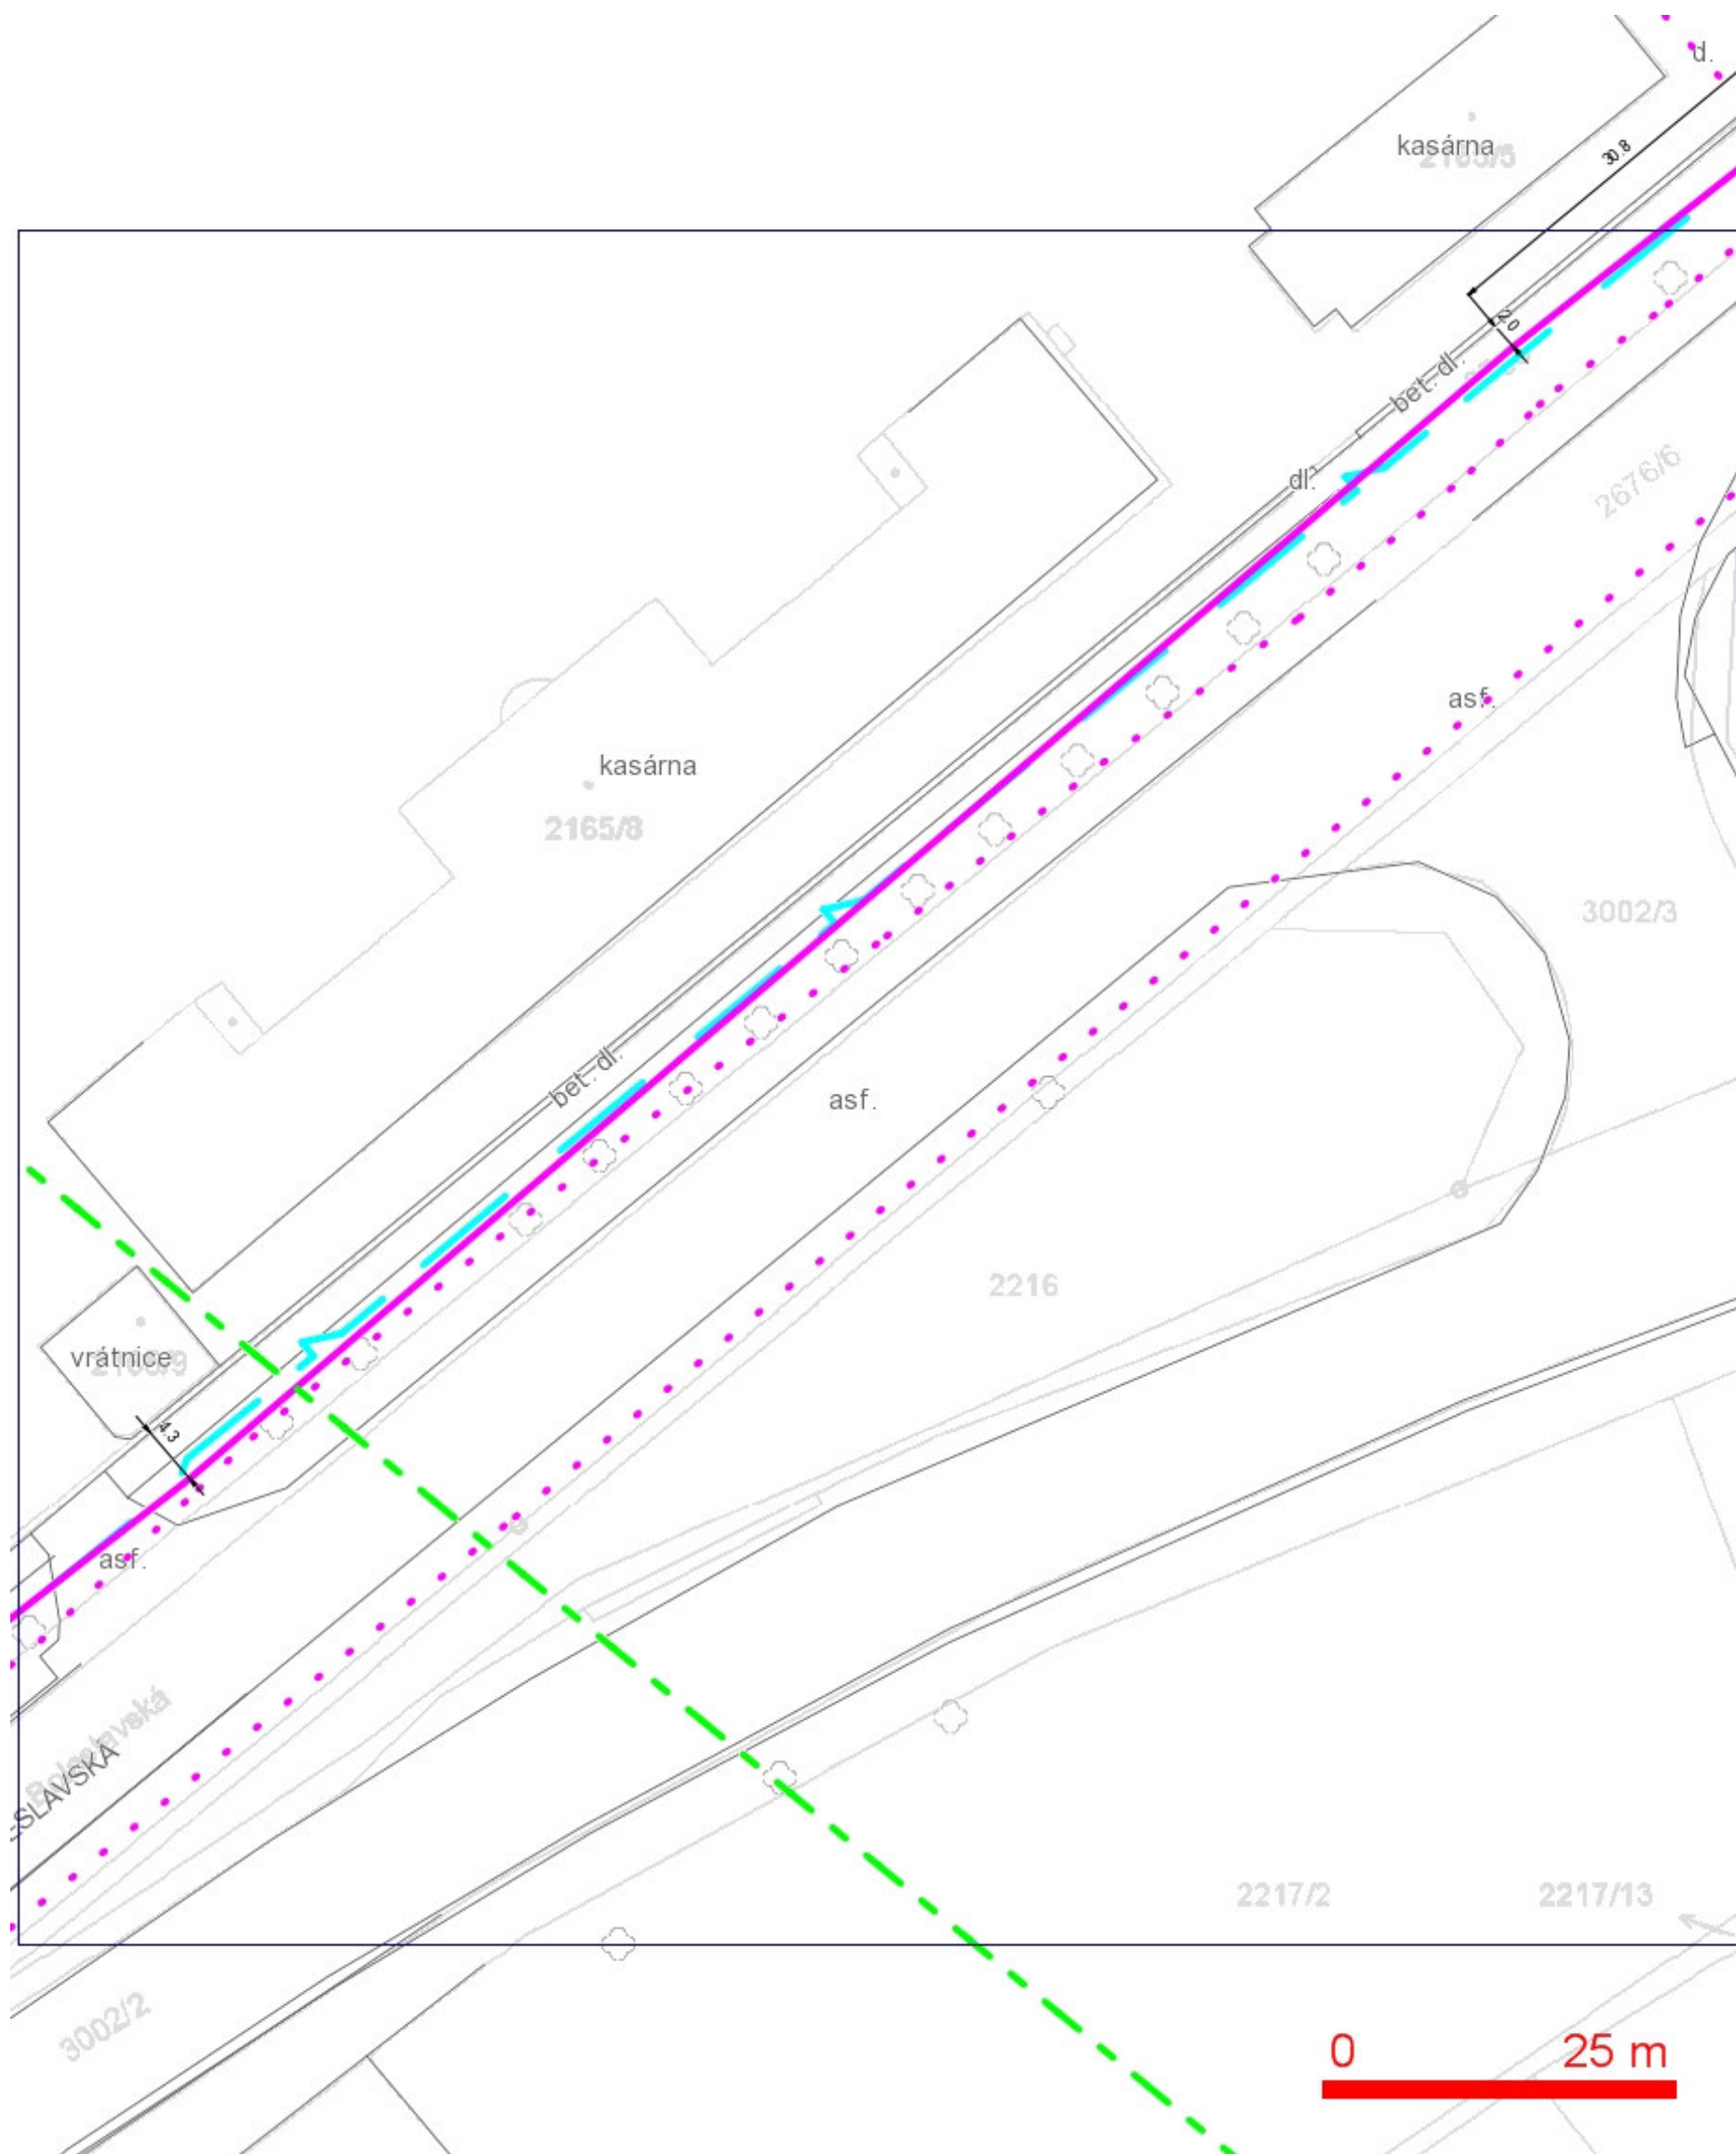 d.
kasárna
30.8
2.0
bet. dl.
2676/6
dl.
asf.
kasárna
2165/8
3002/3
bet. dl.
asf.
2216
vrátnice
4.3
asf.
Boleslavská
SLAVSKÁ
2217/2
2217/13
3002/2
0 25 m